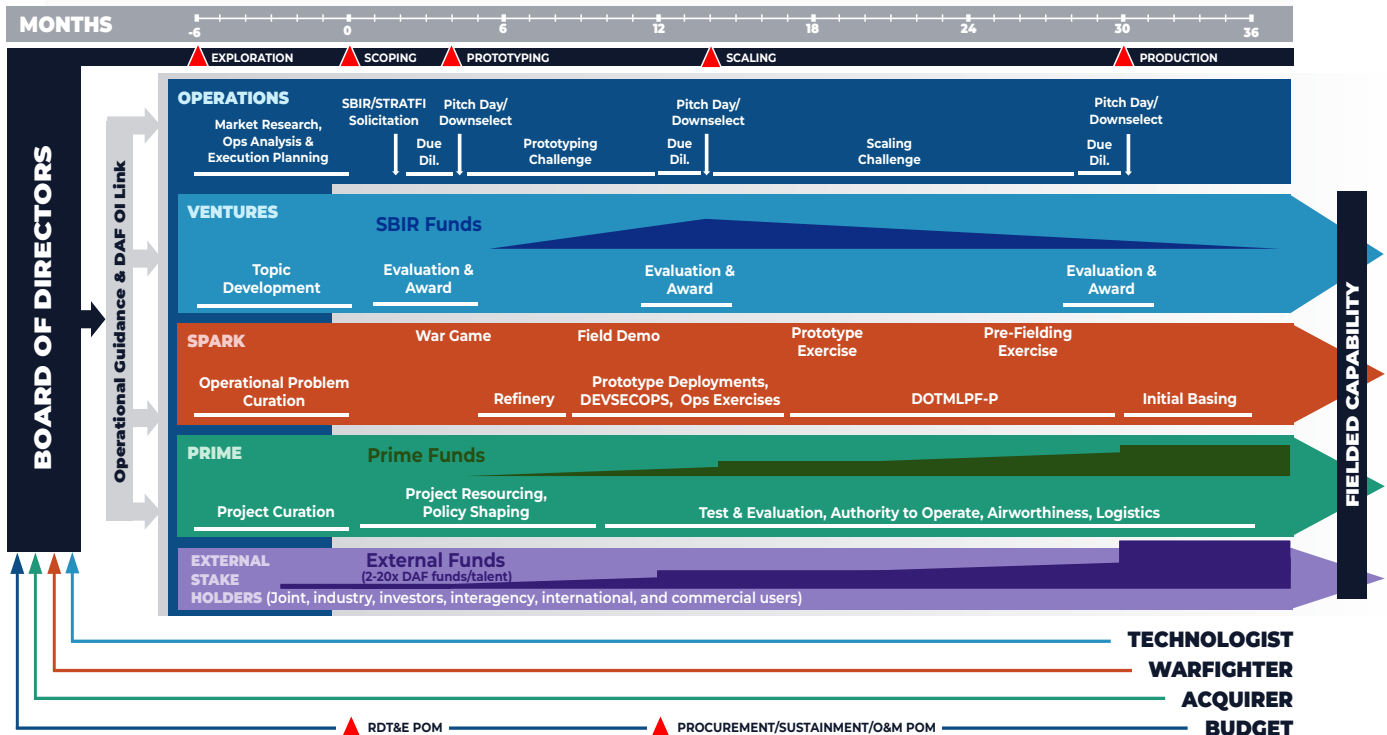 MONTHS
-6 0 6 12 18 24 30 36
EXPLORATION SCOPING PROTOTYPING SCALING PRODUCTION
BOARD OF DIRECTORS
Operational Guidance & DAF OI Link
OPERATIONS
Market Research,
Ops Analysis &
Execution Planning
SBIR/STRATFI
Solicitation
Due
Dil.
Pitch Day/
Downselect
Prototyping
Challenge
Due
Dil.
Pitch Day/
Downselect
Scaling
Challenge
Due
Dil.
Pitch Day/
Downselect
VENTURES
SBIR Funds
Topic
Development
Evaluation &
Award
Evaluation &
Award
Evaluation &
Award
SPARK
War Game
Field Demo
Prototype
Exercise
Pre-Fielding
Exercise
Operational Problem
Curation
Refinery
Prototype Deployments,
DEVSECOPS, Ops Exercises
DOTMLPF-P
Initial Basing
PRIME
Prime Funds
Project Curation
Project Resourcing,
Policy Shaping
Test & Evaluation, Authority to Operate, Airworthiness, Logistics
EXTERNAL
STAKE
HOLDERS (Joint, industry, investors, interagency, international, and commercial users)
External Funds
(2-20x DAF funds/talent)
FIELDED CAPABILITY
TECHNOLOGIST
WARFIGHTER
ACQUIRER
RDT&E POM PROCUREMENT/SUSTAINMENT/O&M POM BUDGET